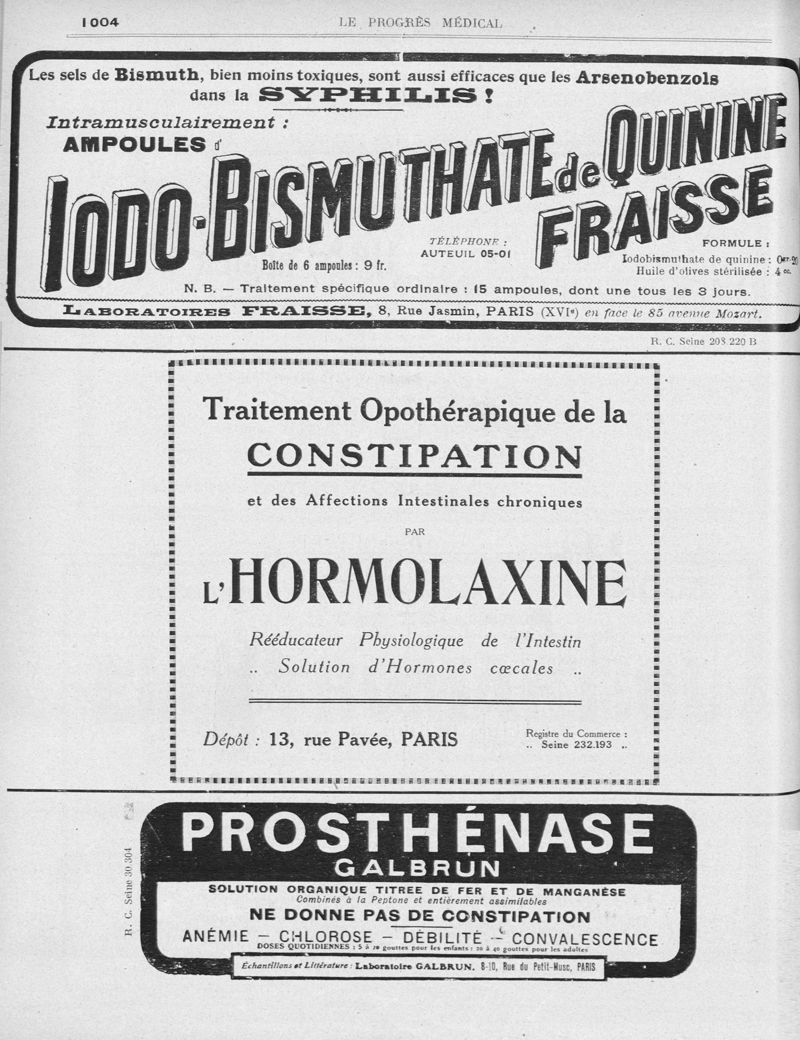 1004
LE PROGRÈS MÉDICAL
Les sels de Bismuth, bien moins toxiques, sont aussi efficaces que les Arsenobenzols
dans la SYPHILIS !
Intramusculairement :
AMPOULES d'
IODO-BISMUTHATE de QUININE
FRAISSE
TÉLÉPHONE :
AUTEUIL 05-01
Boîte de 6 ampoules : 9 fr.
FORMULE :
Iodobismuthate de quinine : 0gr.20
Huile d'olives stérilisée : 4 cc.
N. B. — Traitement spécifique ordinaire : 15 ampoules, dont une tous les 3 jours.
LABORATOIRES FRAISSE, 8, Rue Jasmin, PARIS (XVIe) en face le 85 avenue Mozart.
R. C. Seine 208 220 B
Traitement Opothérapique de la
CONSTIPATION
et des Affections Intestinales chroniques
PAR
L'HORMOLAXINE
Rééducateur Physiologique de l'Intestin
.. Solution d'Hormones cœcales ..
Dépôt : 13, rue Pavée, PARIS
Registre du Commerce :
.. Seine 232.193 ..
R. C. Seine 30.304
PROSTHÉNASE
GALBRUN
SOLUTION ORGANIQUE TITREE DE FER ET DE MANGANÈSE
Combinés à la Peptone et entièrement assimilables
NE DONNE PAS DE CONSTIPATION
ANÉMIE — CHLOROSE — DÉBILITÉ — CONVALESCENCE
DOSES QUOTIDIENNES : 5 à 20 gouttes pour les enfants : 20 à 40 gouttes pour les adultes
Échantillons et Littérature : Laboratoire GALBRUN, 8-10, Rue du Petit-Musc, PARIS